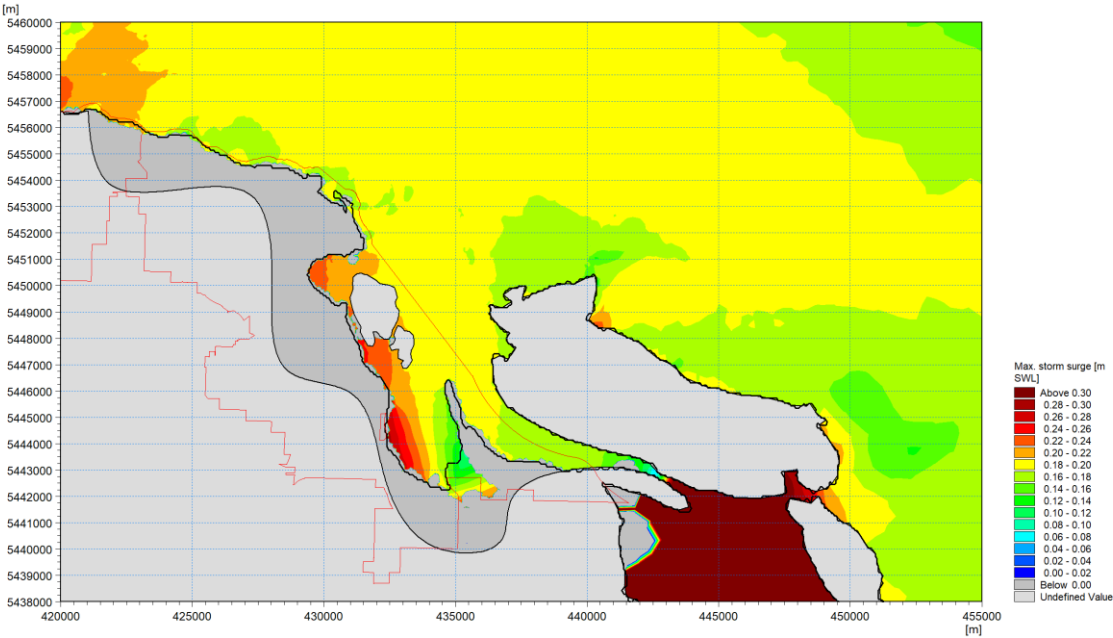 [m]
5460000
5459000
5458000
5457000
5456000
5455000
5454000
5453000
5452000
5451000
5450000
5449000
5448000
5447000
5446000
5445000
5444000
5443000
5442000
5441000
5440000
5439000
5438000
420000 425000 430000 435000 440000 445000 450000 455000
[m]
Max. storm surge [m
SWL]
Above 0.30
0.28 - 0.30
0.26 - 0.28
0.24 - 0.26
0.22 - 0.24
0.20 - 0.22
0.18 - 0.20
0.16 - 0.18
0.14 - 0.16
0.12 - 0.14
0.10 - 0.12
0.08 - 0.10
0.06 - 0.08
0.04 - 0.06
0.02 - 0.04
0.00 - 0.02
Below 0.00
Undefined Value